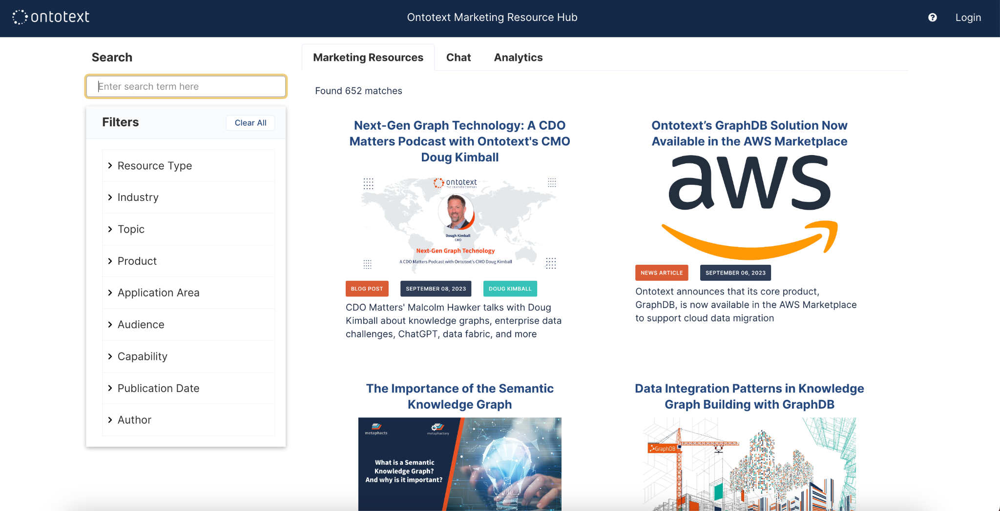 ontotext
Ontotext Marketing Resource Hub
Login
Search
Enter search term here
Filters
Clear All
Resource Type
Industry
Topic
Product
Application Area
Audience
Capability
Publication Date
Author
Marketing Resources
Chat
Analytics
Found 652 matches
Next-Gen Graph Technology: A CDO
Matters Podcast with Ontotext's CMO
Doug Kimball
ontotext
THE GRAPHDB COMPANY
Dough Kimball
CMO
Next-Gen Graph Technology
A CDO Matters Podcast with Ontotext's CMO Doug Kimball
BLOG POST
SEPTEMBER 08, 2023
DOUG KIMBALL
CDO Matters' Malcolm Hawker talks with Doug
Kimball about knowledge graphs, enterprise data
challenges, ChatGPT, data fabric, and more
Ontotext’s GraphDB Solution Now
Available in the AWS Marketplace
aws
NEWS ARTICLE
SEPTEMBER 06, 2023
Ontotext announces that its core product,
GraphDB, is now available in the AWS Marketplace
to support cloud data migration
The Importance of the Semantic
Knowledge Graph
metaphacts
metaphactory
What is a Semantic
Knowledge Graph?
And why is it important?
Data Integration Patterns in Knowledge
Graph Building with GraphDB
GraphDB